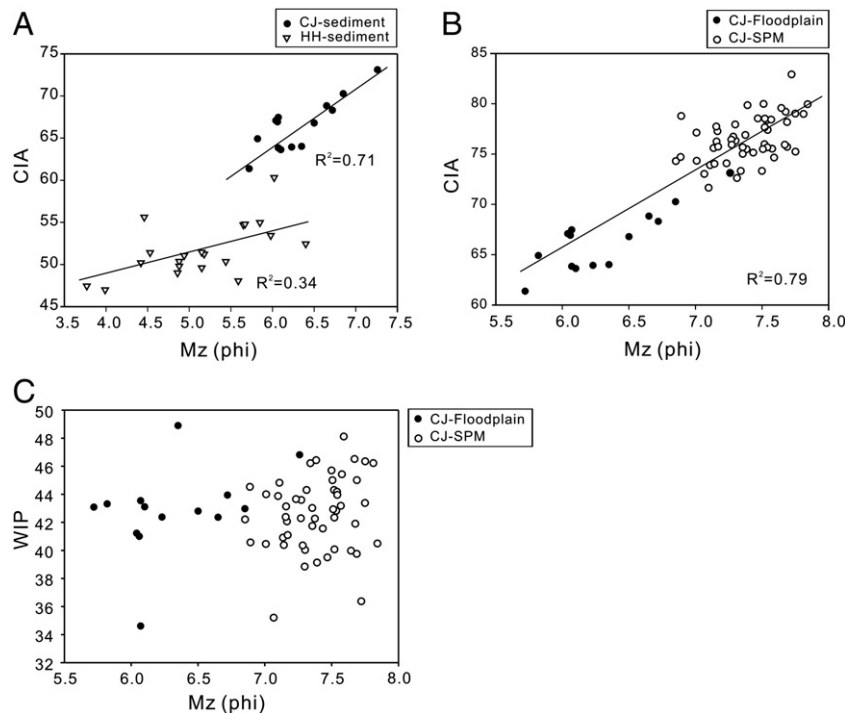 A
CJ-sediment
HH-sediment
75
70
65
60
55
50
45
CIA
R²=0.71
R²=0.34
3.5 4.0 4.5 5.0 5.5 6.0 6.5 7.0 7.5
Mz (phi)
B
CJ-Floodplain
CJ-SPM
85
80
75
70
65
60
CIA
R²=0.79
5.5 6.0 6.5 7.0 7.5 8.0
Mz (phi)
C
CJ-Floodplain
CJ-SPM
50
48
46
44
42
40
38
36
34
32
WIP
5.5 6.0 6.5 7.0 7.5 8.0
Mz (phi)